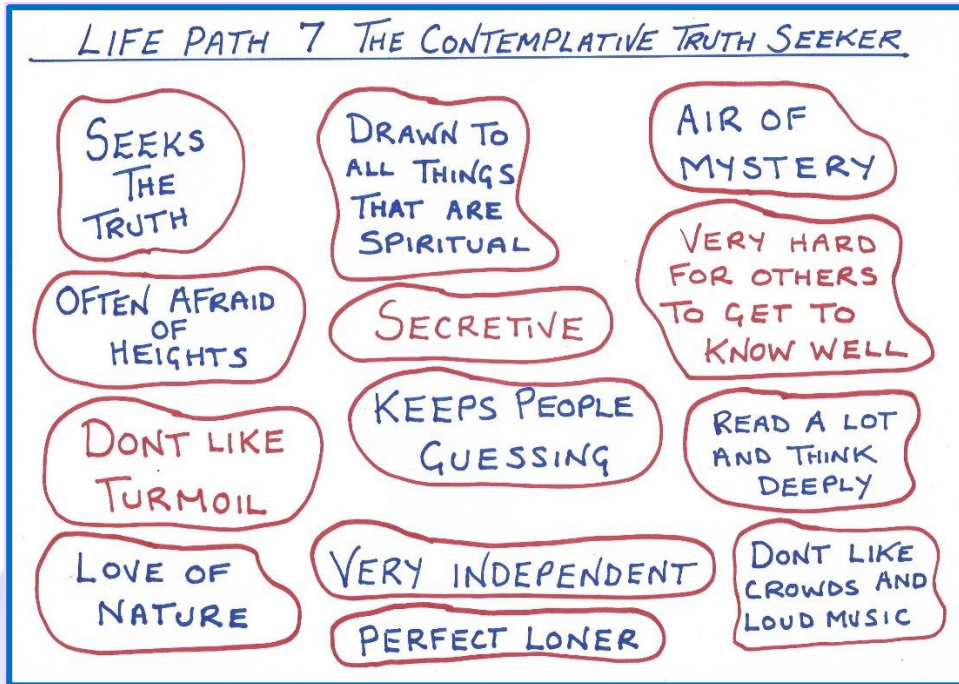 LIFE PATH 7 THE CONTEMPLATIVE TRUTH SEEKER
SEEKS
THE
TRUTH
DRAWN TO
ALL THINGS
THAT ARE
SPIRITUAL
AIR OF
MYSTERY
OFTEN AFRAID
OF
HEIGHTS
SECRETIVE
VERY HARD
FOR OTHERS
TO GET TO
KNOW WELL
DONT LIKE
TURMOIL
KEEPS PEOPLE
GUESSING
READ A LOT
AND THINK
DEEPLY
LOVE OF
NATURE
VERY INDEPENDENT
PERFECT LONER
DONT LIKE
CROWDS AND
LOUD MUSIC